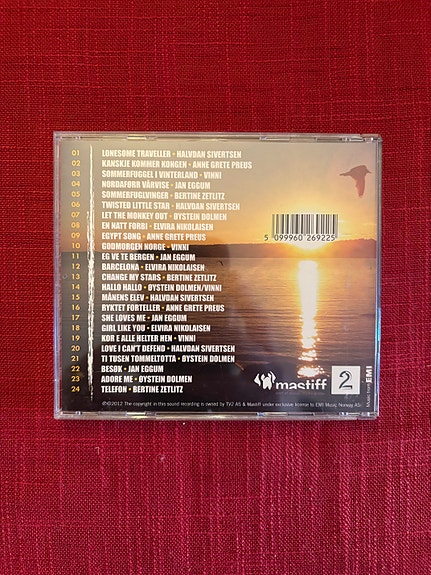 01 LONESOME TRAVELLER • HALVDAN SIVERTSEN
02 KANSKJE KOMMER KONGEN • ANNE GRETE PREUS
03 SOMMERFUGGEL I VINTERLAND • VINNI
04 NORDAFØRR VÅRVISE • JAN EGGUM
05 SOMMERFUGLVINGER • BERTINE ZETLITZ
06 TWISTED LITTLE STAR • HALVDAN SIVERTSEN
07 LET THE MONKEY OUT • ØYSTEIN DOLMEN
08 EN HATT FORBI • ELVIRA NIKOLAISEN
09 EGYPT SONG • ANNE GRETE PREUS
10 GODMORGEN NORGE • VINNI
11 EG VE TE BERGEN • JAN EGGUM
12 BARCELONA • ELVIRA NIKOLAISEN
13 CHANGE MY STARS • BERTINE ZETLITZ
14 HALLO HALLO • ØYSTEIN DOLMEN/VINNI
15 MÅNENS ELEV • HALVDAN SIVERTSEN
16 RYKTET FORTELLER • ANNE GRETE PREUS
17 SHE LOVES ME • JAN EGGUM
18 GIRL LIKE YOU • ELVIRA NIKOLAISEN
19 KOR E ALLE HELTER HEN • VINNI
20 LOVE I CAN'T DEFEND • HALVDAN SIVERTSEN
21 TI TUSEN TOMMELTOTTA • ØYSTEIN DOLMEN
22 BESØK • JAN EGGUM
23 ADORE ME • ØYSTEIN DOLMEN
24 TELEFON • BERTINE ZETLITZ
5 099960 269225
mastiff
2
Music from EMI
℗©2012 The copyright in this sound recording is owned by TV2 AS & Mastiff under exclusive license to EMI Music Norway AS